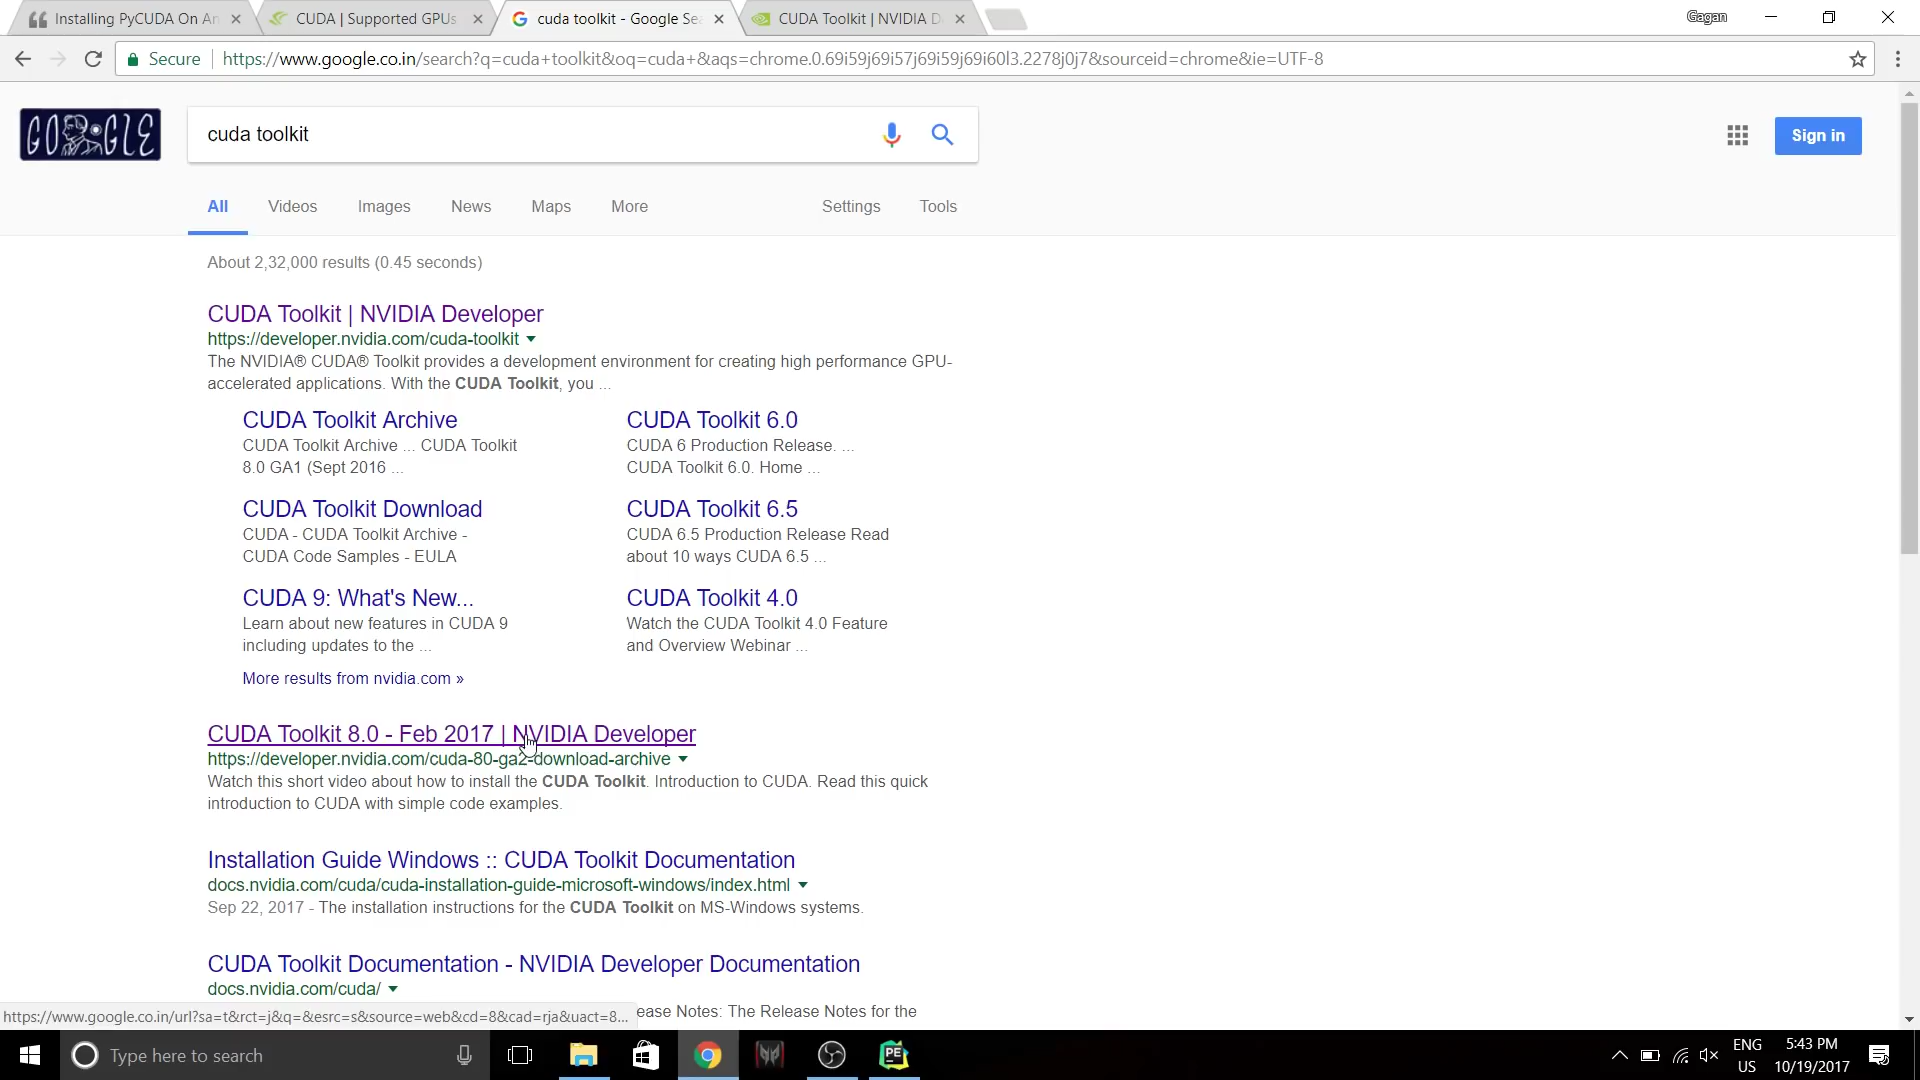 Installing PyCUDA On An
CUDA | Supported GPUs
cuda toolkit - Google Se
CUDA Toolkit | NVIDIA D
Gagan
Secure
https://www.google.co.in/search?q=cuda+toolkit&oq=cuda+&aqs=chrome.0.69i59j69i57j69i59j69i60l3.2278j0j7&sourceid=chrome&ie=UTF-8
GOOGLE
cuda toolkit
Sign in
All Videos Images News Maps More Settings Tools
About 2,32,000 results (0.45 seconds)
CUDA Toolkit | NVIDIA Developer
https://developer.nvidia.com/cuda-toolkit
The NVIDIA® CUDA® Toolkit provides a development environment for creating high performance GPU-
accelerated applications. With the CUDA Toolkit, you ...
CUDA Toolkit Archive
CUDA Toolkit Archive ... CUDA Toolkit
8.0 GA1 (Sept 2016 ...
CUDA Toolkit 6.0
CUDA 6 Production Release. ...
CUDA Toolkit 6.0. Home ...
CUDA Toolkit Download
CUDA - CUDA Toolkit Archive -
CUDA Code Samples - EULA
CUDA Toolkit 6.5
CUDA 6.5 Production Release Read
about 10 ways CUDA 6.5 ...
CUDA 9: What's New...
Learn about new features in CUDA 9
including updates to the ...
CUDA Toolkit 4.0
Watch the CUDA Toolkit 4.0 Feature
and Overview Webinar ...
More results from nvidia.com »
CUDA Toolkit 8.0 - Feb 2017 | NVIDIA Developer
https://developer.nvidia.com/cuda-80-ga2-download-archive
Watch this short video about how to install the CUDA Toolkit. Introduction to CUDA. Read this quick
introduction to CUDA with simple code examples.
Installation Guide Windows :: CUDA Toolkit Documentation
docs.nvidia.com/cuda/cuda-installation-guide-microsoft-windows/index.html
Sep 22, 2017 - The installation instructions for the CUDA Toolkit on MS-Windows systems.
CUDA Toolkit Documentation - NVIDIA Developer Documentation
docs.nvidia.com/cuda/
ease Notes: The Release Notes for the
https://www.google.co.in/url?sa=t&rct=j&q=&esrc=s&source=web&cd=8&cad=rja&uact=8...
Type here to search
PE
ENG
US
5:43 PM
10/19/2017